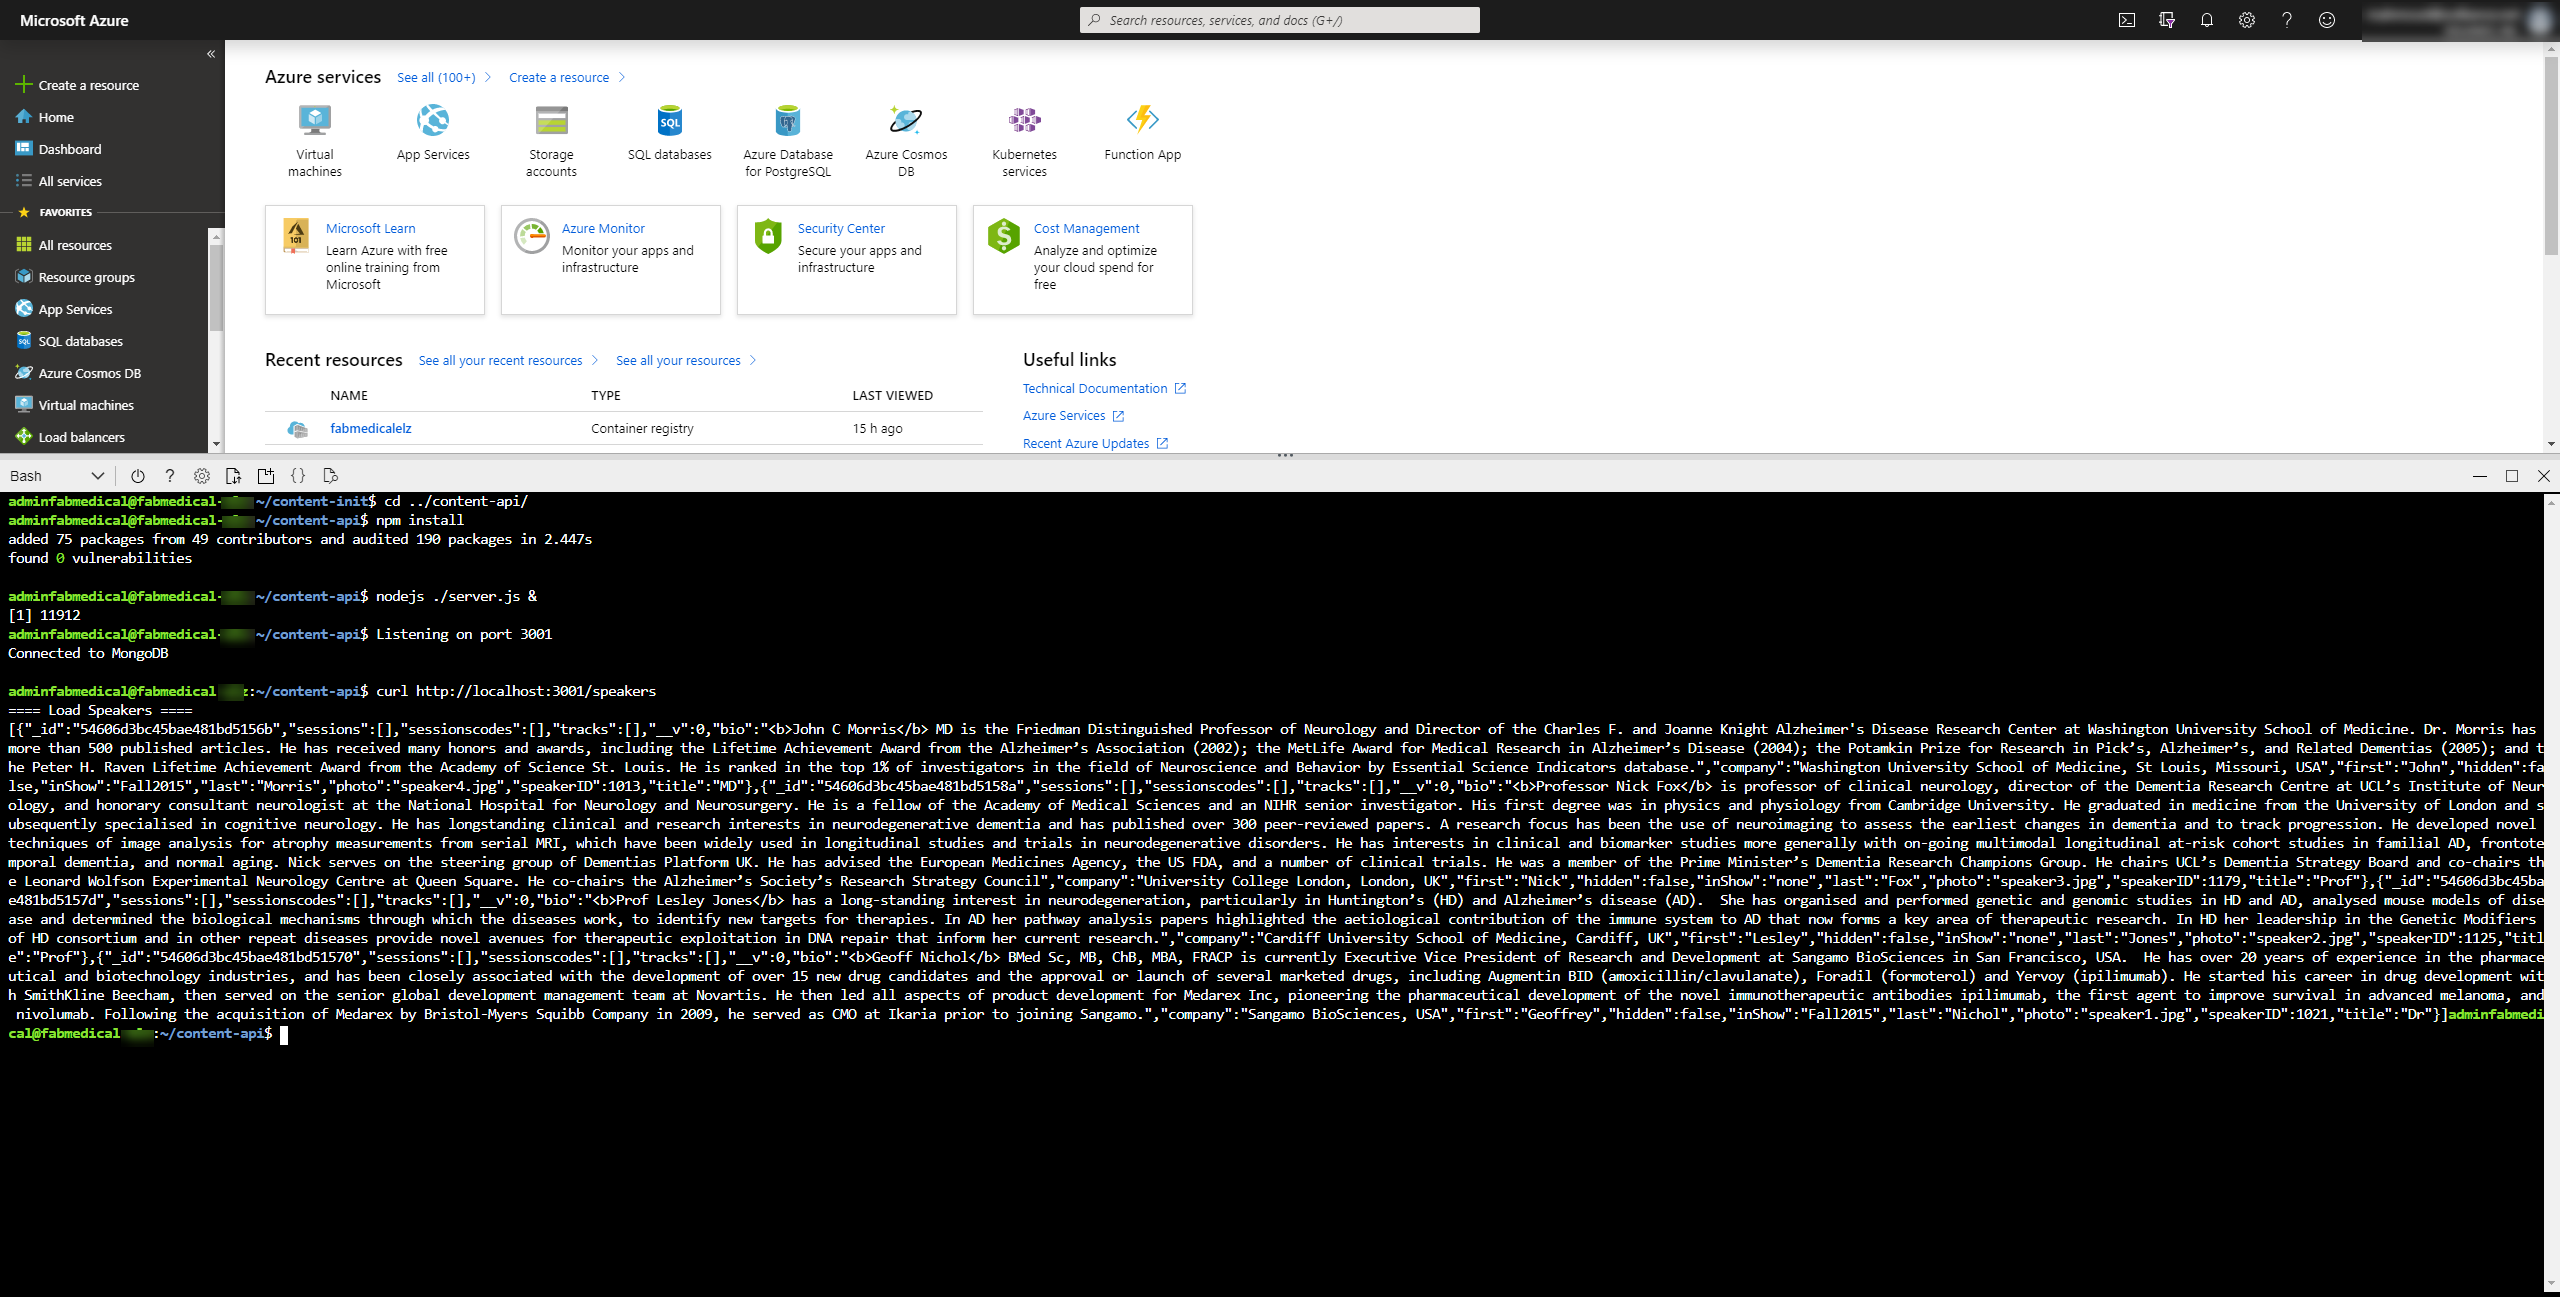 Microsoft Azure
Search resources, services, and docs (G+/)
«
Create a resource
Home
Dashboard
All services
FAVORITES
All resources
Resource groups
App Services
SQL databases
Azure Cosmos DB
Virtual machines
Load balancers
Azure services See all (100+) Create a resource
Virtual machines
App Services
Storage accounts
SQL SQL databases
Azure Database for PostgreSQL
Azure Cosmos DB
Kubernetes services
Function App
101
Microsoft Learn
Learn Azure with free
online training from
Microsoft
Azure Monitor
Monitor your apps and
infrastructure
Security Center
Secure your apps and
infrastructure
Cost Management
Analyze and optimize
your cloud spend for
free
Recent resources See all your recent resources See all your resources
NAME TYPE LAST VIEWED
fabmedicalelz Container registry 15 h ago
Useful links
Technical Documentation
Azure Services
Recent Azure Updates
Bash
adminfabmedical@fabmedical- ~/content-init$ cd ../content-api/
adminfabmedical@fabmedical- ~/content-api$ npm install
added 75 packages from 49 contributors and audited 190 packages in 2.447s
found 0 vulnerabilities
adminfabmedical@fabmedical- ~/content-api$ nodejs ./server.js &
[1] 11912
adminfabmedical@fabmedical- ~/content-api$ Listening on port 3001
Connected to MongoDB
adminfabmedical@fabmedical z:~/content-api$ curl http://localhost:3001/speakers
==== Load Speakers ====
[{"_id":"54606d3bc45bae481bd5156b","sessions":[],"sessionscodes":[],"tracks":[],"__v":0,"bio":"<b>John C Morris</b> MD is the Friedman Distinguished Professor of Neurology and Director of the Charles F. and Joanne Knight Alzheimer's Disease Research Center at Washington University School of Medicine. Dr. Morris has
more than 500 published articles. He has received many honors and awards, including the Lifetime Achievement Award from the Alzheimer’s Association (2002); the MetLife Award for Medical Research in Alzheimer’s Disease (2004); the Potamkin Prize for Research in Pick’s, Alzheimer’s, and Related Dementias (2005); and t
he Peter H. Raven Lifetime Achievement Award from the Academy of Science St. Louis. He is ranked in the top 1% of investigators in the field of Neuroscience and Behavior by Essential Science Indicators database.","company":"Washington University School of Medicine, St Louis, Missouri, USA","first":"John","hidden":fa
lse,"inShow":"Fall2015","last":"Morris","photo":"speaker4.jpg","speakerID":1013,"title":"MD"},{"_id":"54606d3bc45bae481bd5158a","sessions":[],"sessionscodes":[],"tracks":[],"__v":0,"bio":"<b>Professor Nick Fox</b> is professor of clinical neurology, director of the Dementia Research Centre at UCL’s Institute of Neur
ology, and honorary consultant neurologist at the National Hospital for Neurology and Neurosurgery. He is a fellow of the Academy of Medical Sciences and an NIHR senior investigator. His first degree was in physics and physiology from Cambridge University. He graduated in medicine from the University of London and s
ubsequently specialised in cognitive neurology. He has longstanding clinical and research interests in neurodegenerative dementia and has published over 300 peer-reviewed papers. A research focus has been the use of neuroimaging to assess the earliest changes in dementia and to track progression. He developed novel
techniques of image analysis for atrophy measurements from serial MRI, which have been widely used in longitudinal studies and trials in neurodegenerative disorders. He has interests in clinical and biomarker studies more generally with on-going multimodal longitudinal at-risk cohort studies in familial AD, frontote
mporal dementia, and normal aging. Nick serves on the steering group of Dementias Platform UK. He has advised the European Medicines Agency, the US FDA, and a number of clinical trials. He was a member of the Prime Minister’s Dementia Research Champions Group. He chairs UCL’s Dementia Strategy Board and co-chairs th
e Leonard Wolfson Experimental Neurology Centre at Queen Square. He co-chairs the Alzheimer’s Society’s Research Strategy Council","company":"University College London, London, UK","first":"Nick","hidden":false,"inShow":"none","last":"Fox","photo":"speaker3.jpg","speakerID":1179,"title":"Prof"},{"_id":"54606d3bc45ba
e481bd5157d","sessions":[],"sessionscodes":[],"tracks":[],"__v":0,"bio":"<b>Prof Lesley Jones</b> has a long-standing interest in neurodegeneration, particularly in Huntington’s (HD) and Alzheimer’s disease (AD).  She has organised and performed genetic and genomic studies in HD and AD, analysed mouse models of dise
ase and determined the biological mechanisms through which the diseases work, to identify new targets for therapies. In AD her pathway analysis papers highlighted the aetiological contribution of the immune system to AD that now forms a key area of therapeutic research. In HD her leadership in the Genetic Modifiers
of HD consortium and in other repeat diseases provide novel avenues for therapeutic exploitation in DNA repair that inform her current research.","company":"Cardiff University School of Medicine, Cardiff, UK","first":"Lesley","hidden":false,"inShow":"none","last":"Jones","photo":"speaker2.jpg","speakerID":1125,"titl
e":"Prof"},{"_id":"54606d3bc45bae481bd51570","sessions":[],"sessionscodes":[],"tracks":[],"__v":0,"bio":"<b>Geoff Nichol</b> BMed Sc, MB, ChB, MBA, FRACP is currently Executive Vice President of Research and Development at Sangamo BioSciences in San Francisco, USA.  He has over 20 years of experience in the pharmace
utical and biotechnology industries, and has been closely associated with the development of over 15 new drug candidates and the approval or launch of several marketed drugs, including Augmentin BID (amoxicillin/clavulanate), Foradil (formoterol) and Yervoy (ipilimumab). He started his career in drug development wit
h SmithKline Beecham, then served on the senior global development management team at Novartis. He then led all aspects of product development for Medarex Inc, pioneering the pharmaceutical development of the novel immunotherapeutic antibodies ipilimumab, the first agent to improve survival in advanced melanoma, and
nivolumab. Following the acquisition of Medarex by Bristol-Myers Squibb Company in 2009, he served as CMO at Ikaria prior to joining Sangamo.","company":"Sangamo BioSciences, USA","first":"Geoffrey","hidden":false,"inShow":"Fall2015","last":"Nichol","photo":"speaker1.jpg","speakerID":1021,"title":"Dr"}]adminfabmedi
cal@fabmedical :~/content-api$